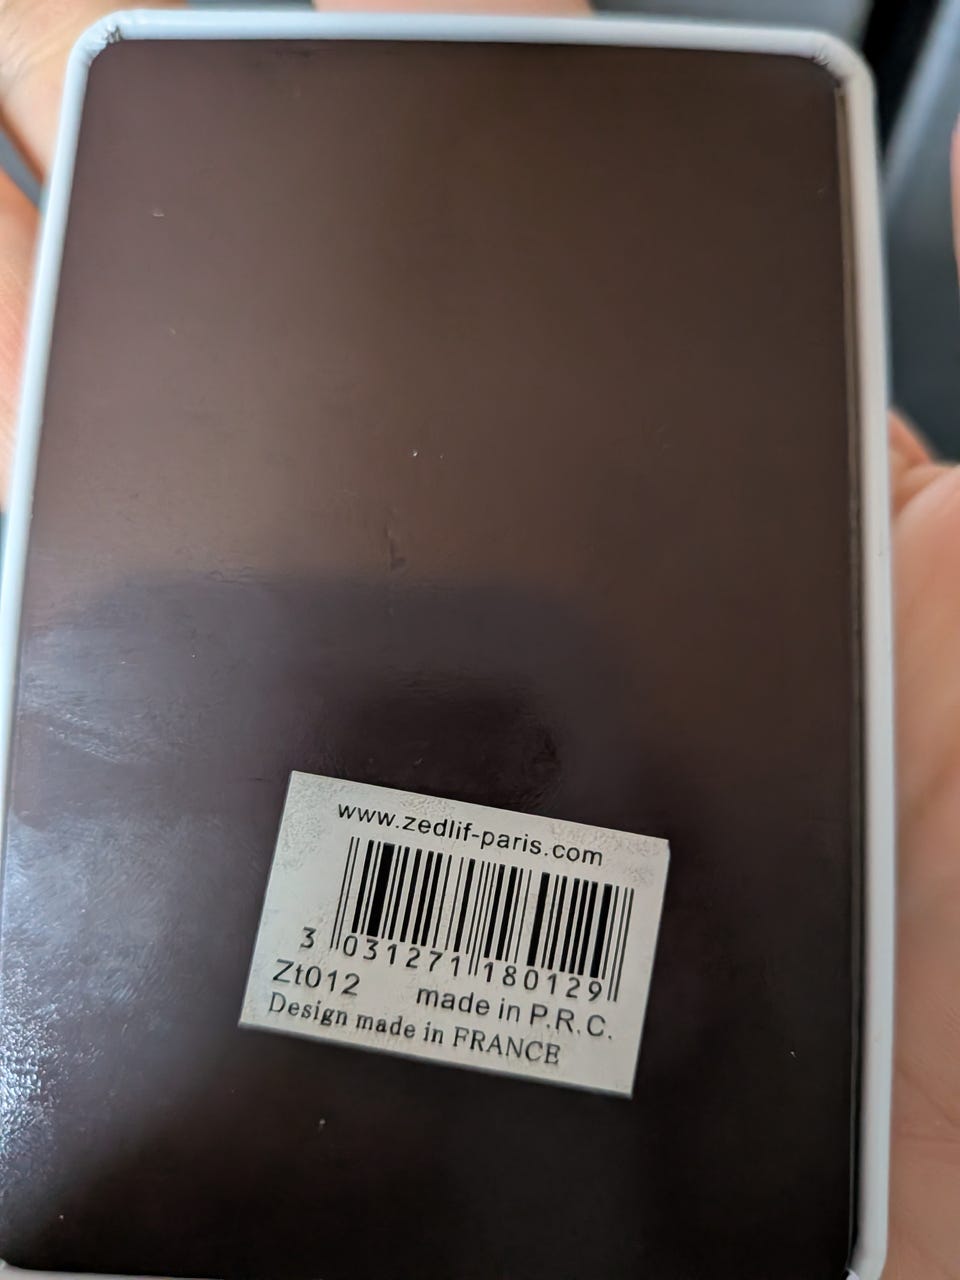 www.zedlif-paris.com
3 031271 180129
Zt012 made in P.R.C.
Design made in FRANCE